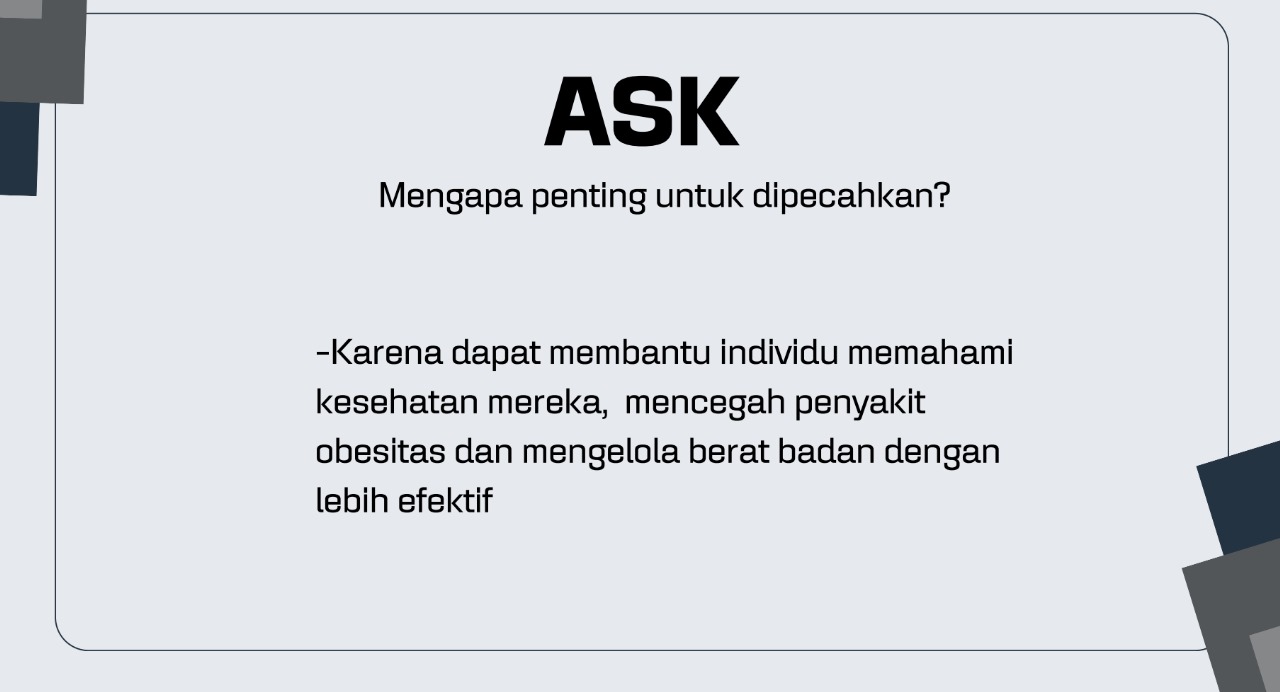 ASK
Mengapa penting untuk dipecahkan?
-Karena dapat membantu individu memahami
kesehatan mereka,  mencegah penyakit
obesitas dan mengelola berat badan dengan
lebih efektif